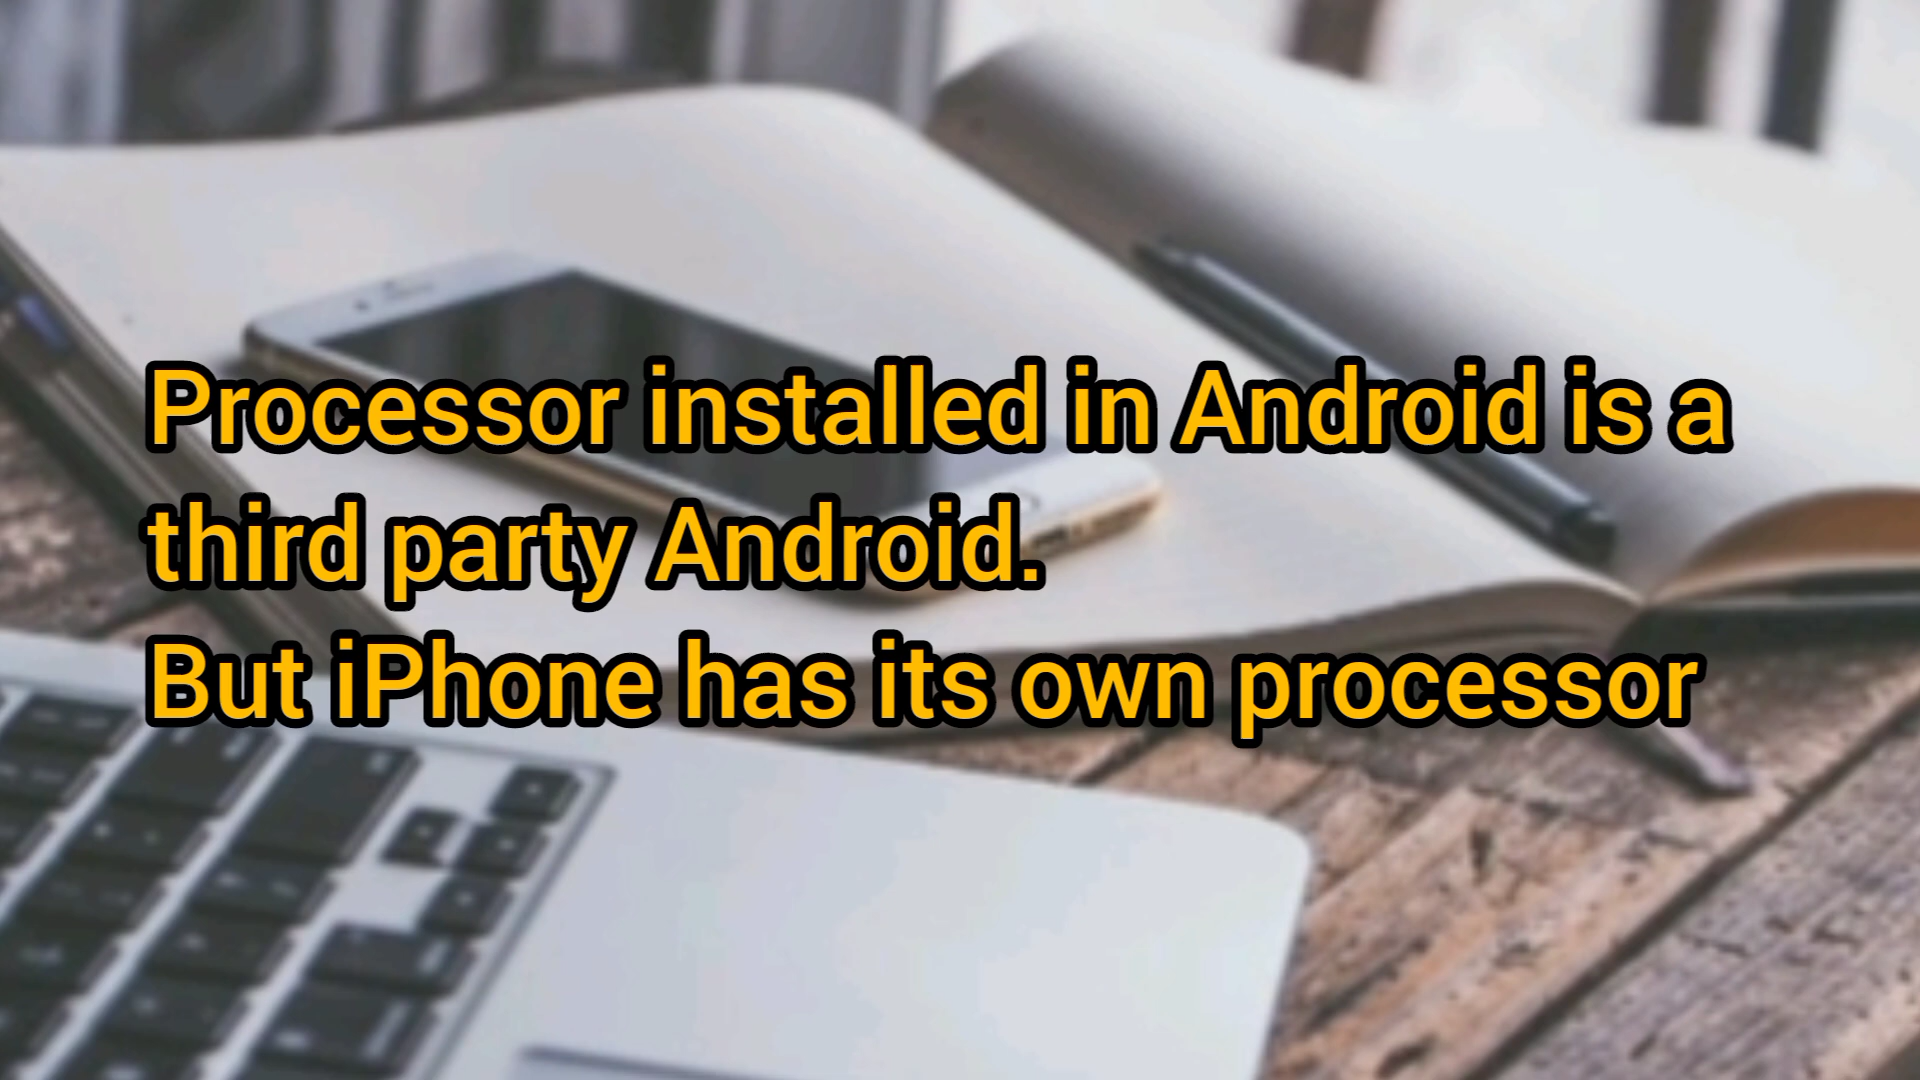 Processor installed in Android is a
third party Android.
But iPhone has its own processor